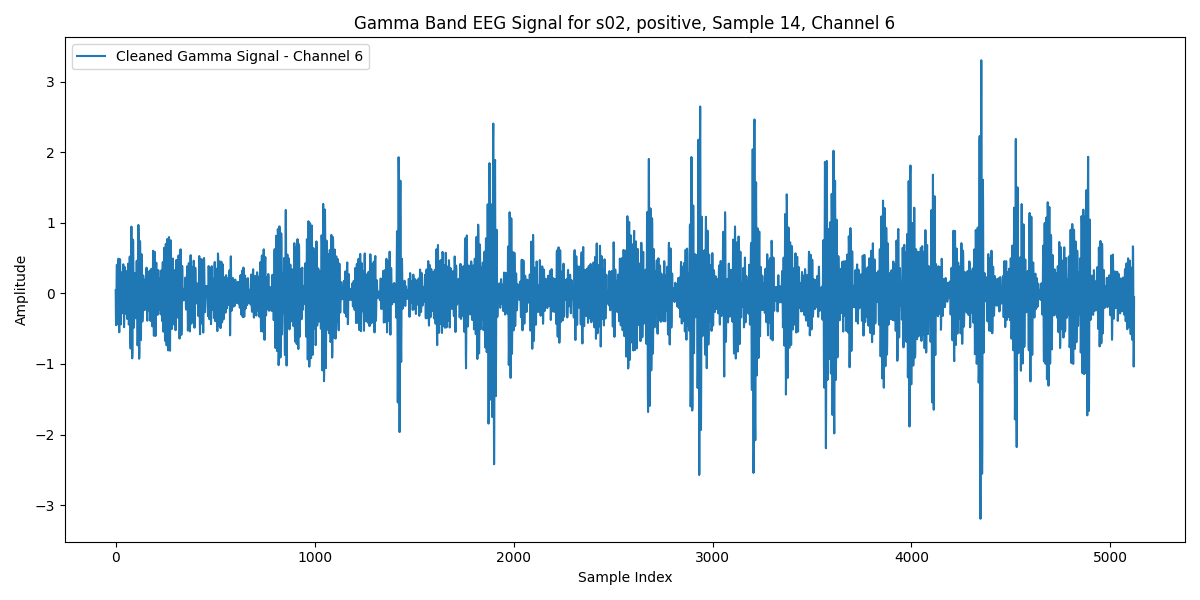 Gamma Band EEG Signal for s02, positive, Sample 14, Channel 6
Cleaned Gamma Signal - Channel 6
3
2
1
0
−1
−2
−3
Amplitude
0 1000 2000 3000 4000 5000
Sample Index